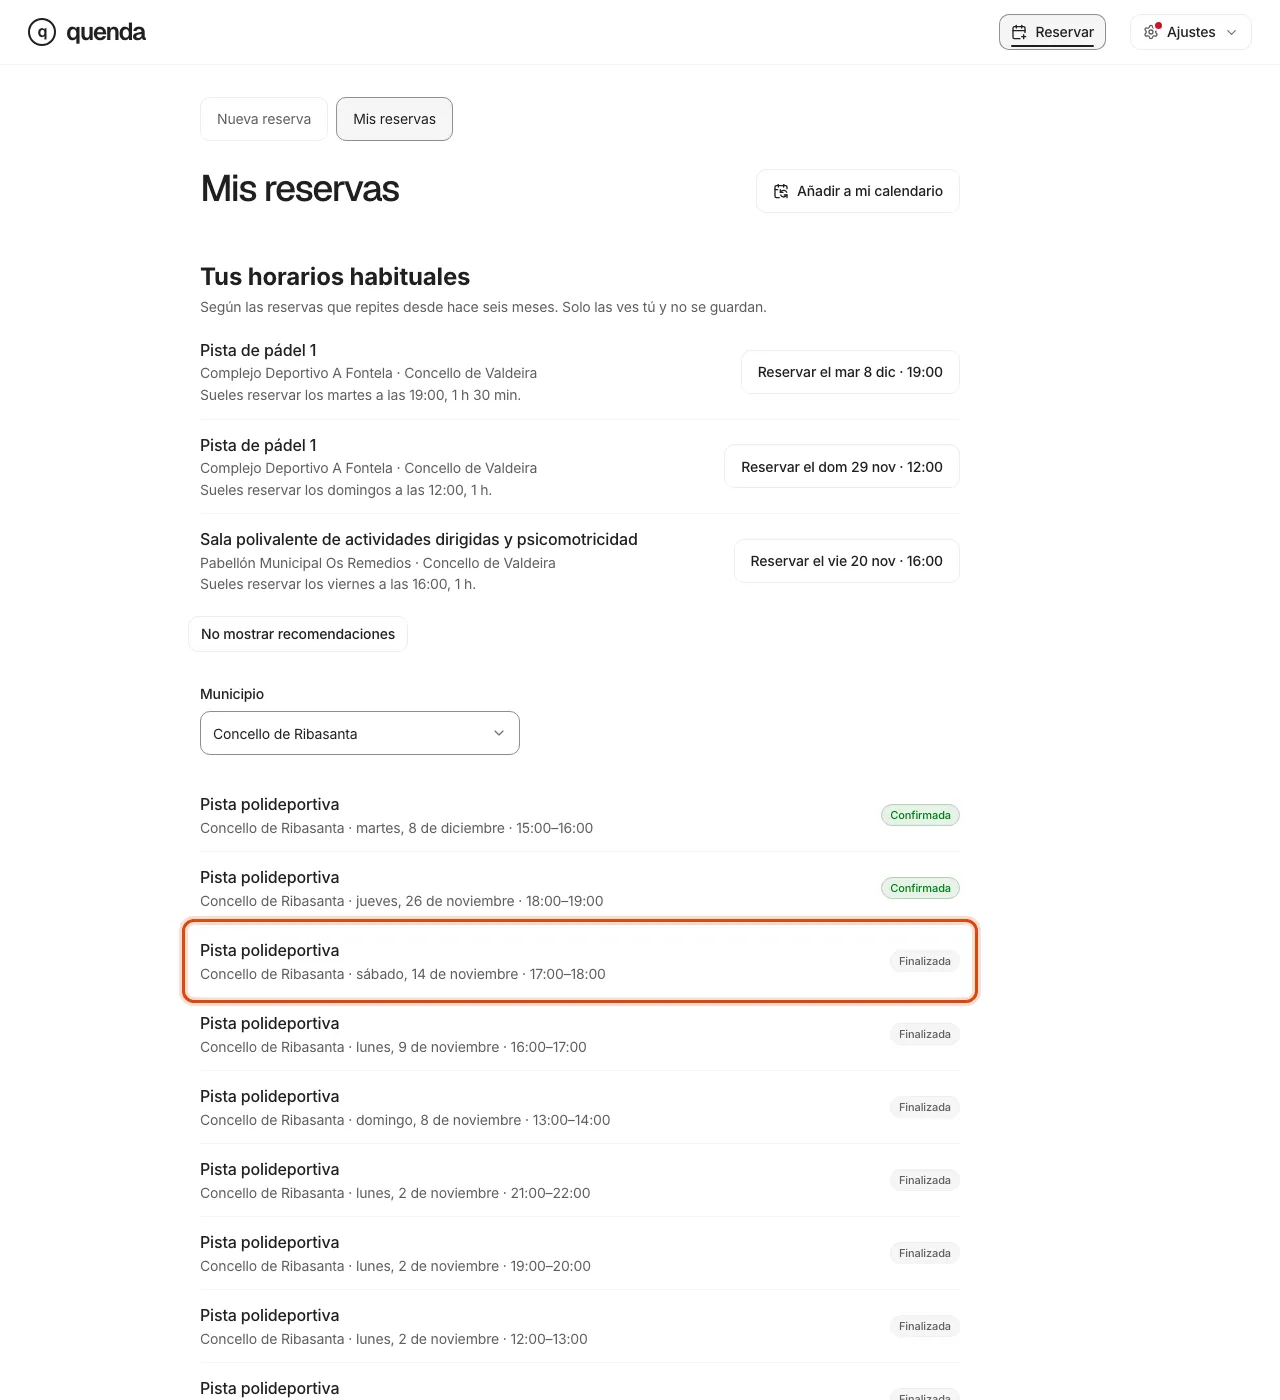 q quenda
Reservar
Ajustes
Nueva reserva
Mis reservas
Mis reservas
Añadir a mi calendario
Tus horarios habituales
Según las reservas que repites desde hace seis meses. Solo las ves tú y no se guardan.
Pista de pádel 1
Complejo Deportivo A Fontela · Concello de Valdeira
Sueles reservar los martes a las 19:00, 1 h 30 min.
Reservar el mar 8 dic · 19:00
Pista de pádel 1
Complejo Deportivo A Fontela · Concello de Valdeira
Sueles reservar los domingos a las 12:00, 1 h.
Reservar el dom 29 nov · 12:00
Sala polivalente de actividades dirigidas y psicomotricidad
Pabellón Municipal Os Remedios · Concello de Valdeira
Sueles reservar los viernes a las 16:00, 1 h.
Reservar el vie 20 nov · 16:00
No mostrar recomendaciones
Municipio
Concello de Ribasanta
Pista polideportiva
Concello de Ribasanta · martes, 8 de diciembre · 15:00–16:00
Confirmada
Pista polideportiva
Concello de Ribasanta · jueves, 26 de noviembre · 18:00–19:00
Confirmada
Pista polideportiva
Concello de Ribasanta · sábado, 14 de noviembre · 17:00–18:00
Finalizada
Pista polideportiva
Concello de Ribasanta · lunes, 9 de noviembre · 16:00–17:00
Finalizada
Pista polideportiva
Concello de Ribasanta · domingo, 8 de noviembre · 13:00–14:00
Finalizada
Pista polideportiva
Concello de Ribasanta · lunes, 2 de noviembre · 21:00–22:00
Finalizada
Pista polideportiva
Concello de Ribasanta · lunes, 2 de noviembre · 19:00–20:00
Finalizada
Pista polideportiva
Concello de Ribasanta · lunes, 2 de noviembre · 12:00–13:00
Finalizada
Pista polideportiva
Finalizada